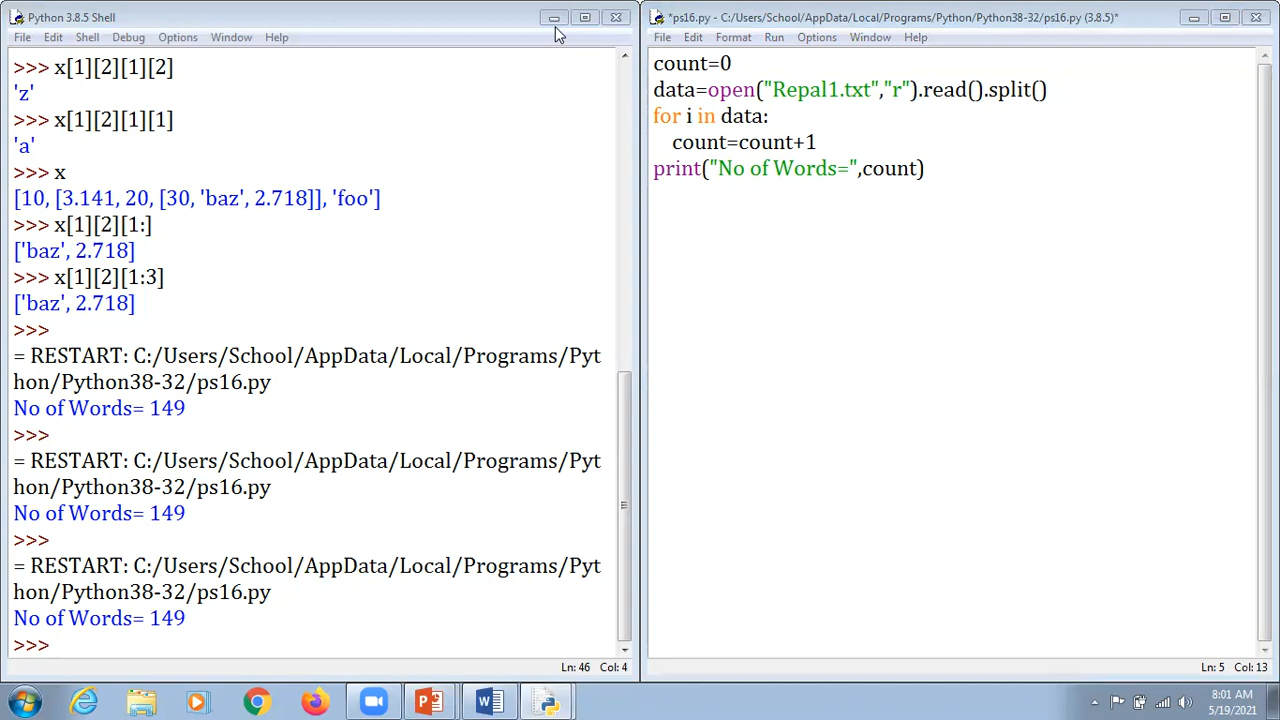 Python 3.8.5 Shell
File Edit Shell Debug Options Window Help
>>> x[1][2][1][2]
'z'
>>> x[1][2][1][1]
'a'
>>> x
[10, [3.141, 20, [30, 'baz', 2.718]], 'foo']
>>> x[1][2][1:]
['baz', 2.718]
>>> x[1][2][1:3]
['baz', 2.718]
>>>
= RESTART: C:/Users/School/AppData/Local/Programs/Pyt
hon/Python38-32/ps16.py
No of Words= 149
>>>
= RESTART: C:/Users/School/AppData/Local/Programs/Pyt
hon/Python38-32/ps16.py
No of Words= 149
>>>
= RESTART: C:/Users/School/AppData/Local/Programs/Pyt
hon/Python38-32/ps16.py
No of Words= 149
>>>
Ln: 46 Col: 4
*ps16.py - C:/Users/School/AppData/Local/Programs/Python/Python38-32/ps16.py (3.8.5)*
File Edit Format Run Options Window Help
count=0
data=open("Repal1.txt","r").read().split()
for i in data:
    count=count+1
print("No of Words=",count)
Ln: 5 Col: 13
8:01 AM
5/19/2021